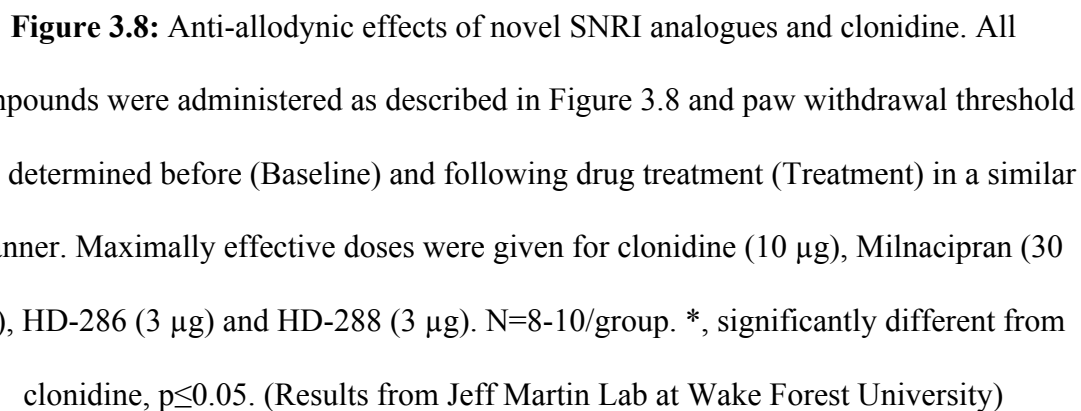 Figure 3.8: Anti-allodynic effects of novel SNRI analogues and clonidine. All
mpounds were administered as described in Figure 3.8 and paw withdrawal threshold
determined before (Baseline) and following drug treatment (Treatment) in a similar
anner. Maximally effective doses were given for clonidine (10 µg), Milnacipran (30
), HD-286 (3 µg) and HD-288 (3 µg). N=8-10/group. *, significantly different from
clonidine, p≤0.05. (Results from Jeff Martin Lab at Wake Forest University)